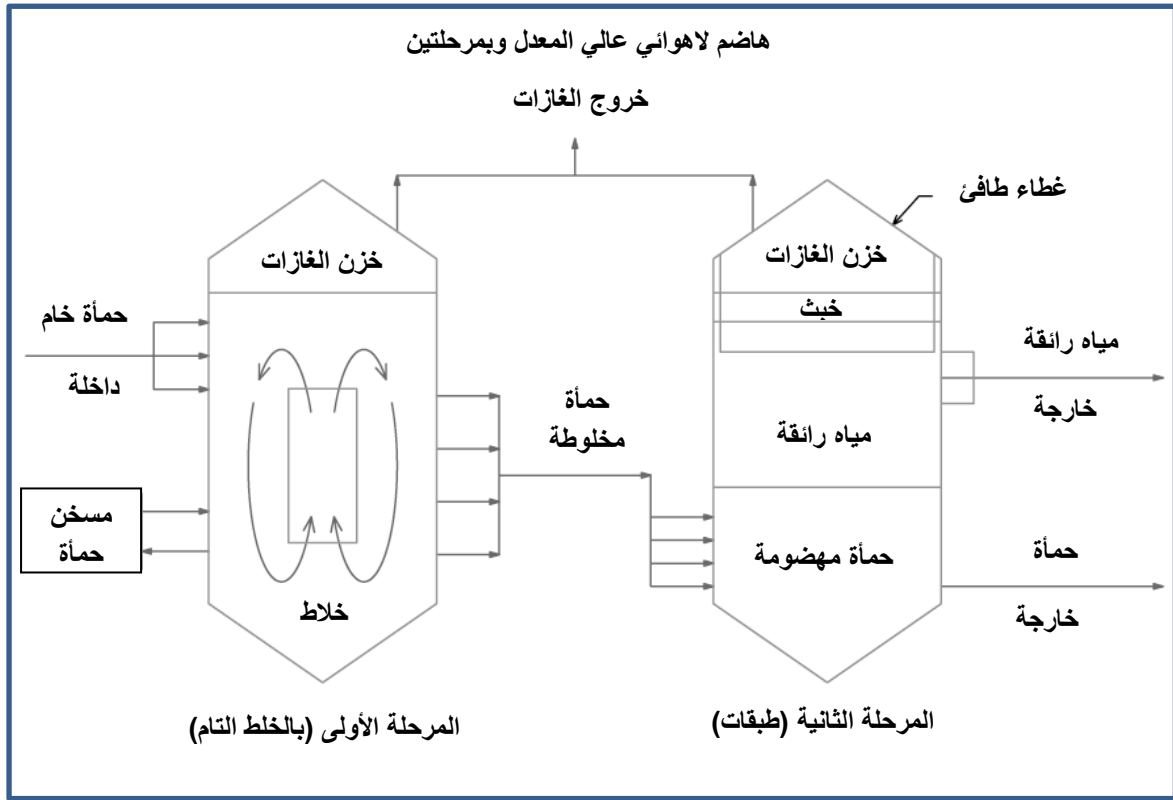 هاضم لاهوائي عالي المعدل وبمرحلتين
خروج الغازات
غطاء طافئ
خزن الغازات
خزن الغازات
خبث
حمأة خام
داخلة
مياه رائقة
خارجة
حمأة
مخلوطة
مياه رائقة
مسخن
حمأة
حمأة مهضومة
حمأة
خارجة
خلاط
المرحلة الأولى (بالخلط التام)
المرحلة الثانية (طبقات)